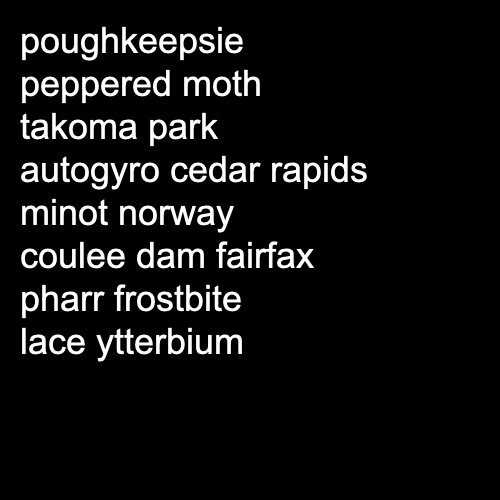 poughkeepsie
peppered moth
takoma park
autogyro cedar rapids
minot norway
coulee dam fairfax
pharr frostbite
lace ytterbium